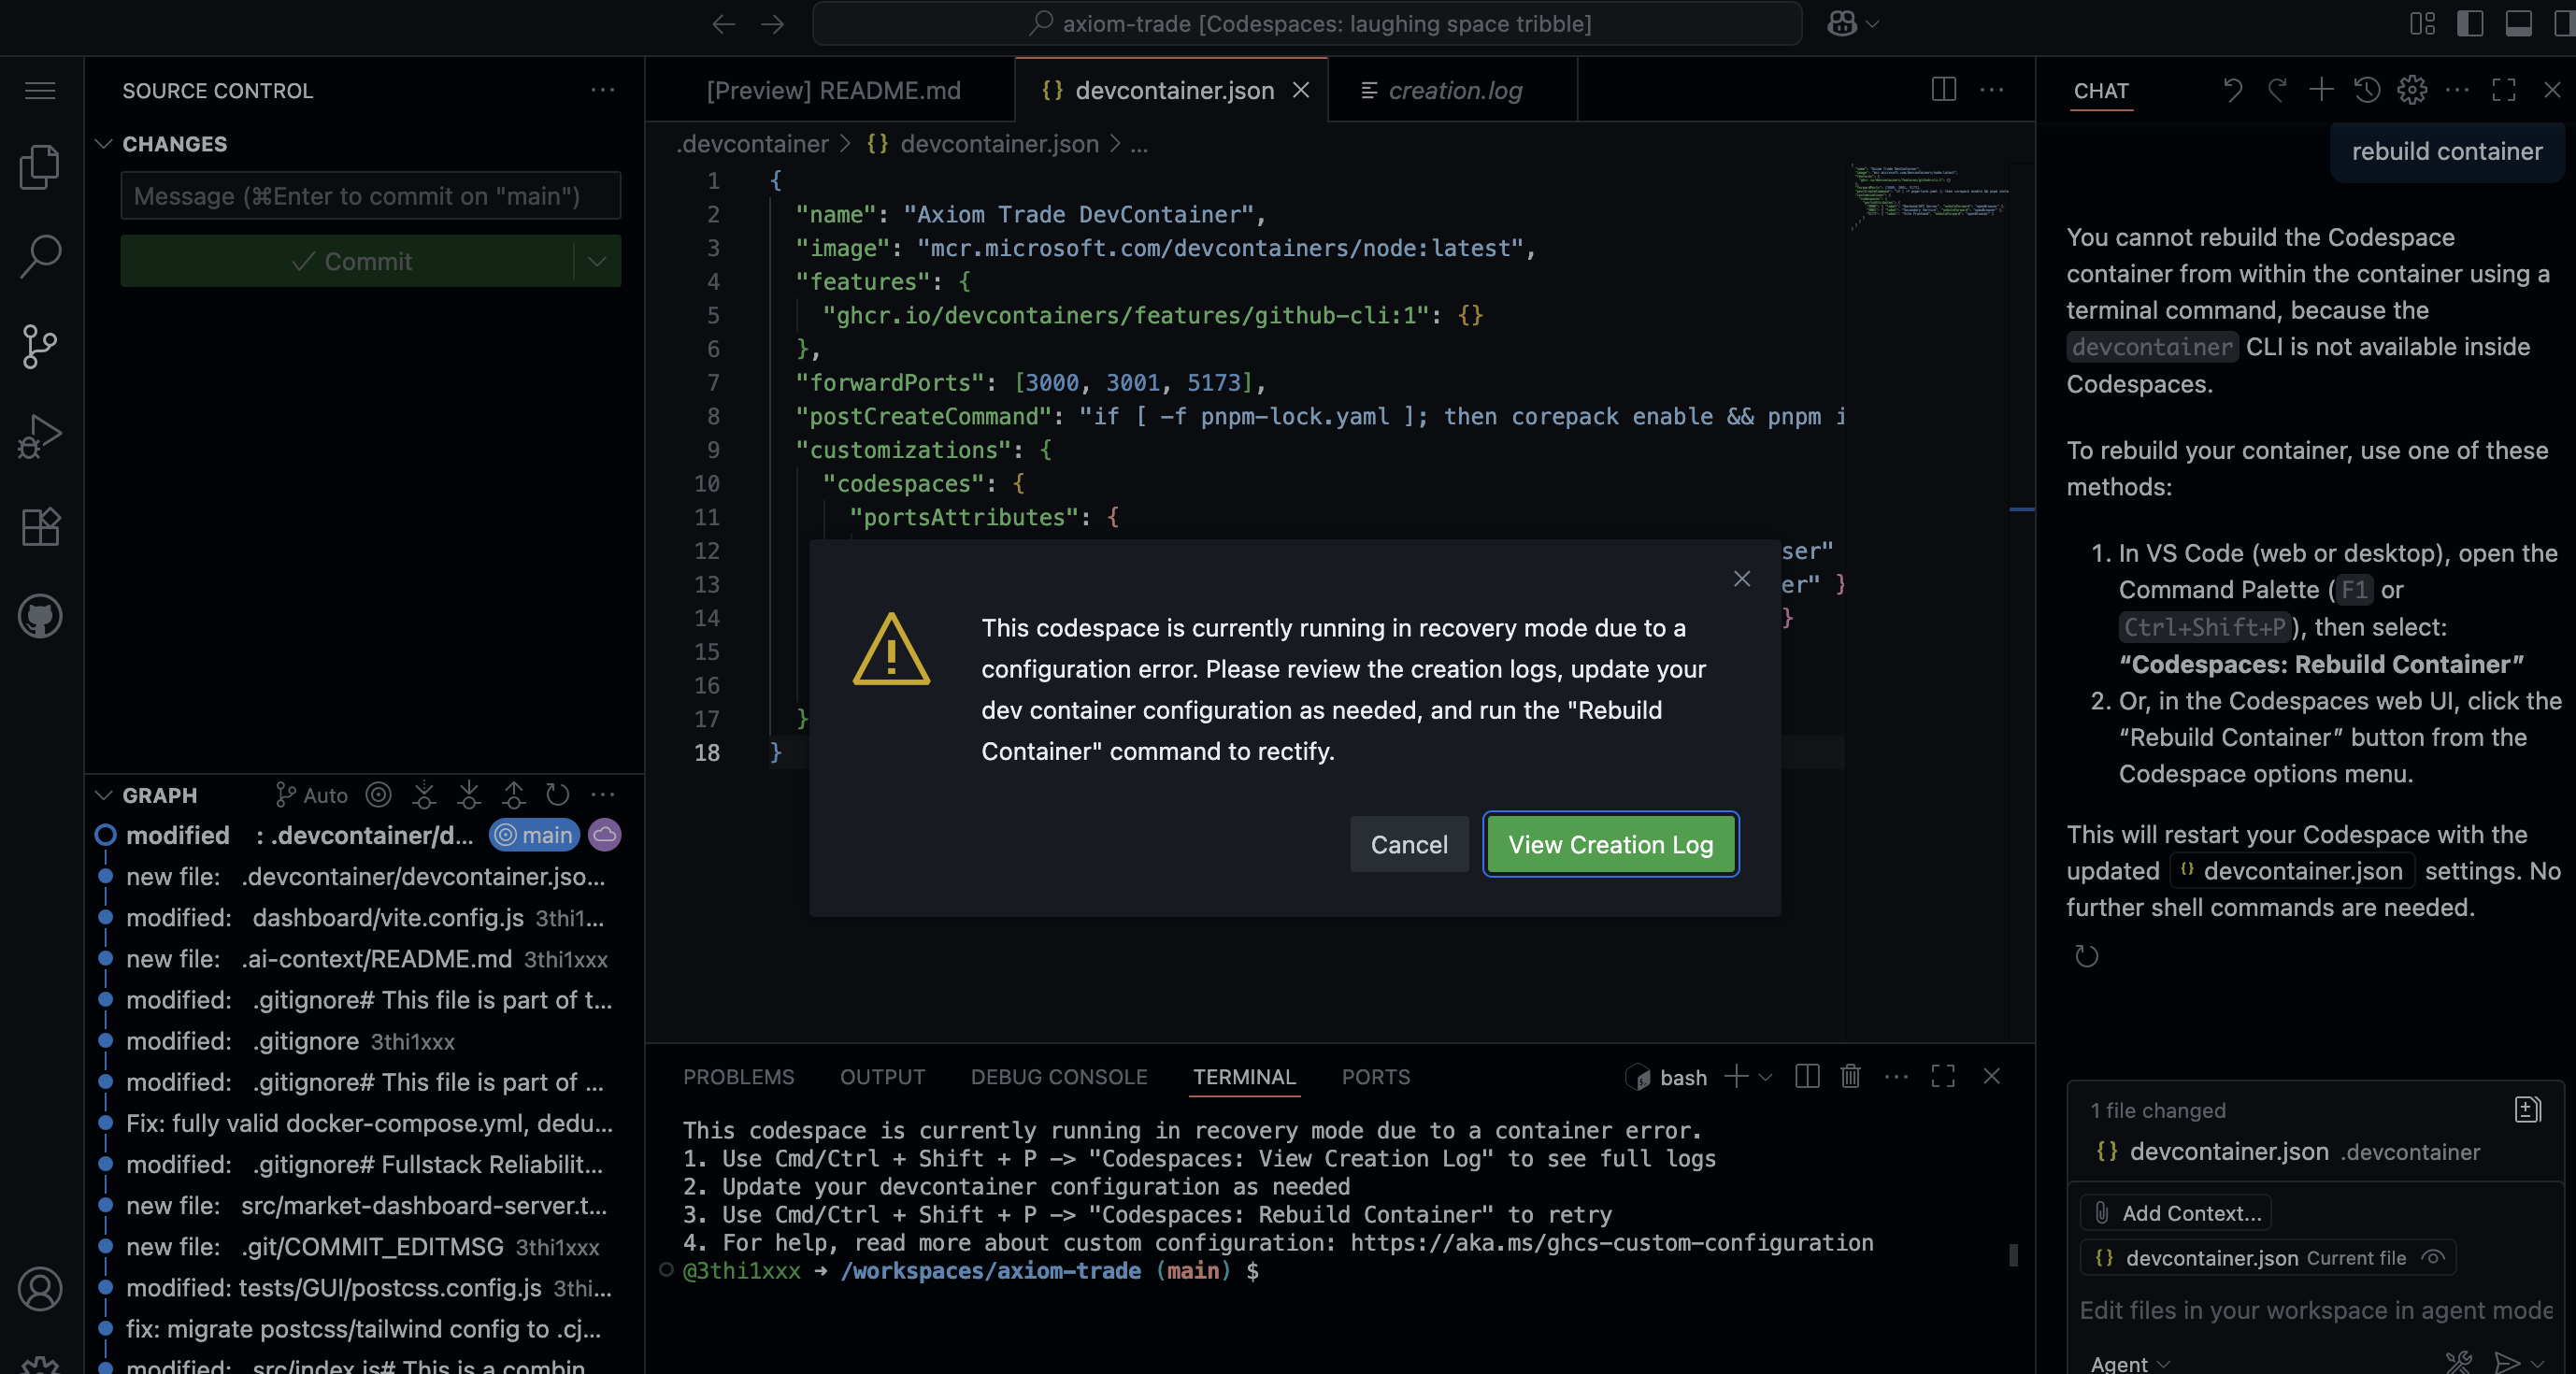 axiom-trade [Codespaces: laughing space tribble]
SOURCE CONTROL
CHANGES
Message (⌘Enter to commit on "main")
Commit
GRAPH
Auto
modified : .devcontainer/d... main
new file: .devcontainer/devcontainer.jso...
modified: dashboard/vite.config.js 3thi1...
new file: .ai-context/README.md 3thi1xxx
modified: .gitignore# This file is part of t...
modified: .gitignore 3thi1xxx
modified: .gitignore# This file is part of ...
Fix: fully valid docker-compose.yml, dedu...
modified: .gitignore# Fullstack Reliabilit...
new file: src/market-dashboard-server.t...
new file: .git/COMMIT_EDITMSG 3thi1xxx
modified: tests/GUI/postcss.config.js 3thi...
fix: migrate postcss/tailwind config to .cj...
modified: src/index.js# This is a combin
[Preview] README.md
{} devcontainer.json
creation.log
.devcontainer > {} devcontainer.json > ...
1 {
2 "name": "Axiom Trade DevContainer",
3 "image": "mcr.microsoft.com/devcontainers/node:latest",
4 "features": {
5 "ghcr.io/devcontainers/features/github-cli:1": {}
6 },
7 "forwardPorts": [3000, 3001, 5173],
8 "postCreateCommand": "if [ -f pnpm-lock.yaml ]; then corepack enable && pnpm i
9 "customizations": {
10 "codespaces": {
11 "portsAttributes": {
12 ser"
13 er" }
14 }
15
16
17 }
18 }
This codespace is currently running in recovery mode due to a
configuration error. Please review the creation logs, update your
dev container configuration as needed, and run the "Rebuild
Container" command to rectify.
Cancel
View Creation Log
PROBLEMS
OUTPUT
DEBUG CONSOLE
TERMINAL
PORTS
bash
This codespace is currently running in recovery mode due to a container error.
1. Use Cmd/Ctrl + Shift + P -> "Codespaces: View Creation Log" to see full logs
2. Update your devcontainer configuration as needed
3. Use Cmd/Ctrl + Shift + P -> "Codespaces: Rebuild Container" to retry
4. For help, read more about custom configuration: https://aka.ms/ghcs-custom-configuration
@3thi1xxx ➜ /workspaces/axiom-trade (main) $
CHAT
rebuild container
You cannot rebuild the Codespace
container from within the container using a
terminal command, because the
devcontainer CLI is not available inside
Codespaces.
To rebuild your container, use one of these
methods:
1. In VS Code (web or desktop), open the
Command Palette (F1 or
Ctrl+Shift+P), then select:
“Codespaces: Rebuild Container”
2. Or, in the Codespaces web UI, click the
“Rebuild Container” button from the
Codespace options menu.
This will restart your Codespace with the
updated {} devcontainer.json settings. No
further shell commands are needed.
1 file changed
{} devcontainer.json .devcontainer
Add Context...
{} devcontainer.json Current file
Edit files in your workspace in agent mode
Agent